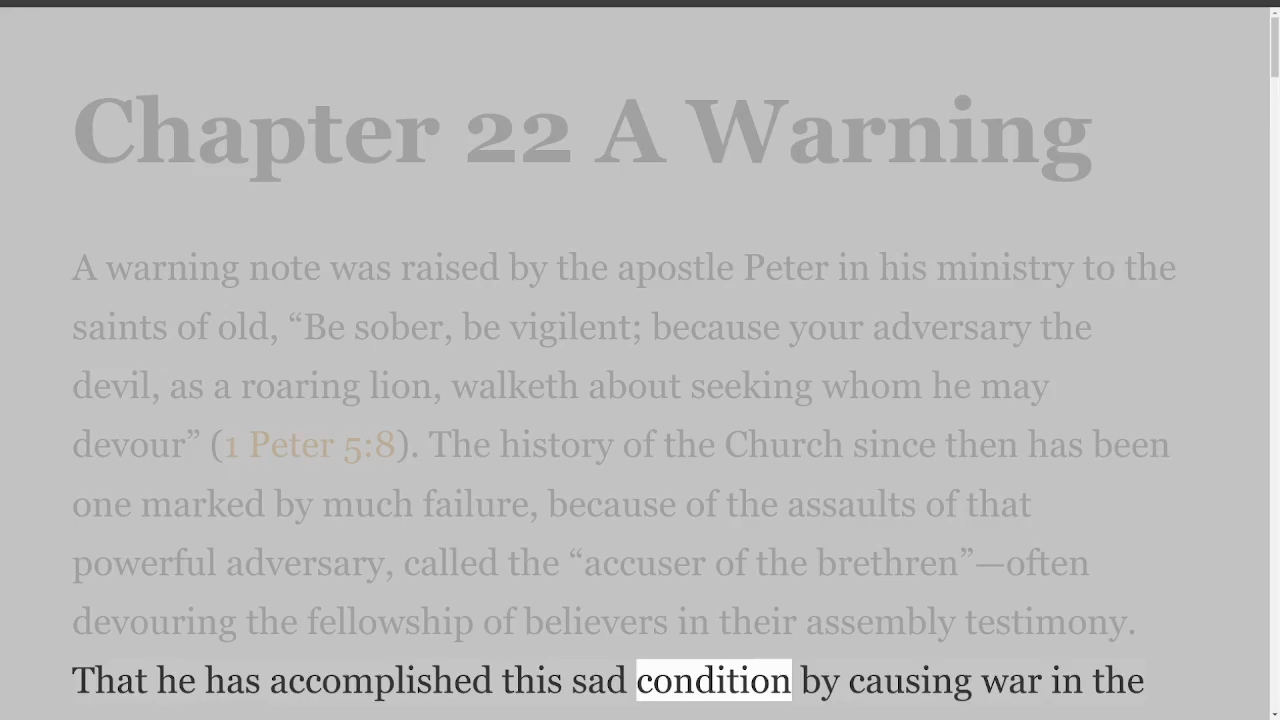 Chapter 22 A Warning
A warning note was raised by the apostle Peter in his ministry to the
saints of old, “Be sober, be vigilent; because your adversary the
devil, as a roaring lion, walketh about seeking whom he may
devour” (1 Peter 5:8). The history of the Church since then has been
one marked by much failure, because of the assaults of that
powerful adversary, called the “accuser of the brethren”—often
devouring the fellowship of believers in their assembly testimony.
That he has accomplished this sad condition by causing war in the